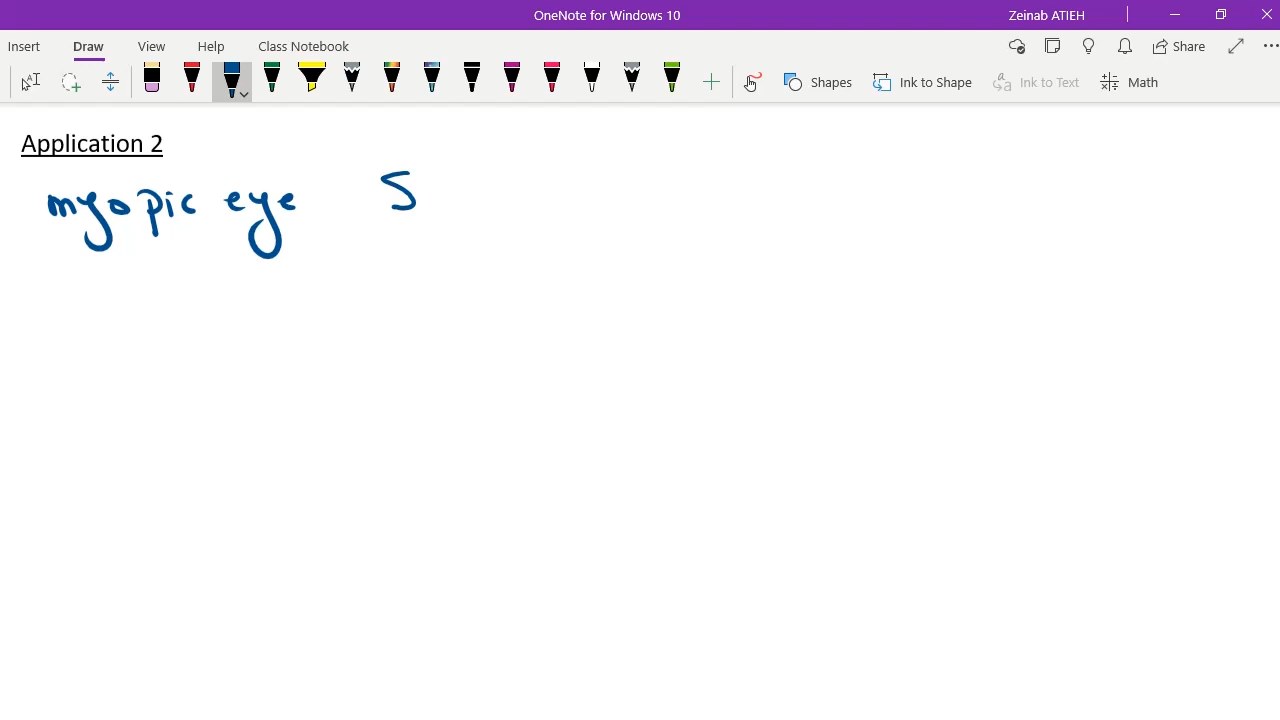 OneNote for Windows 10 Zeinab ATIEH
Insert Draw View Help Class Notebook Share
Shapes Ink to Shape Ink to Text Math
Application 2
myopic eye S